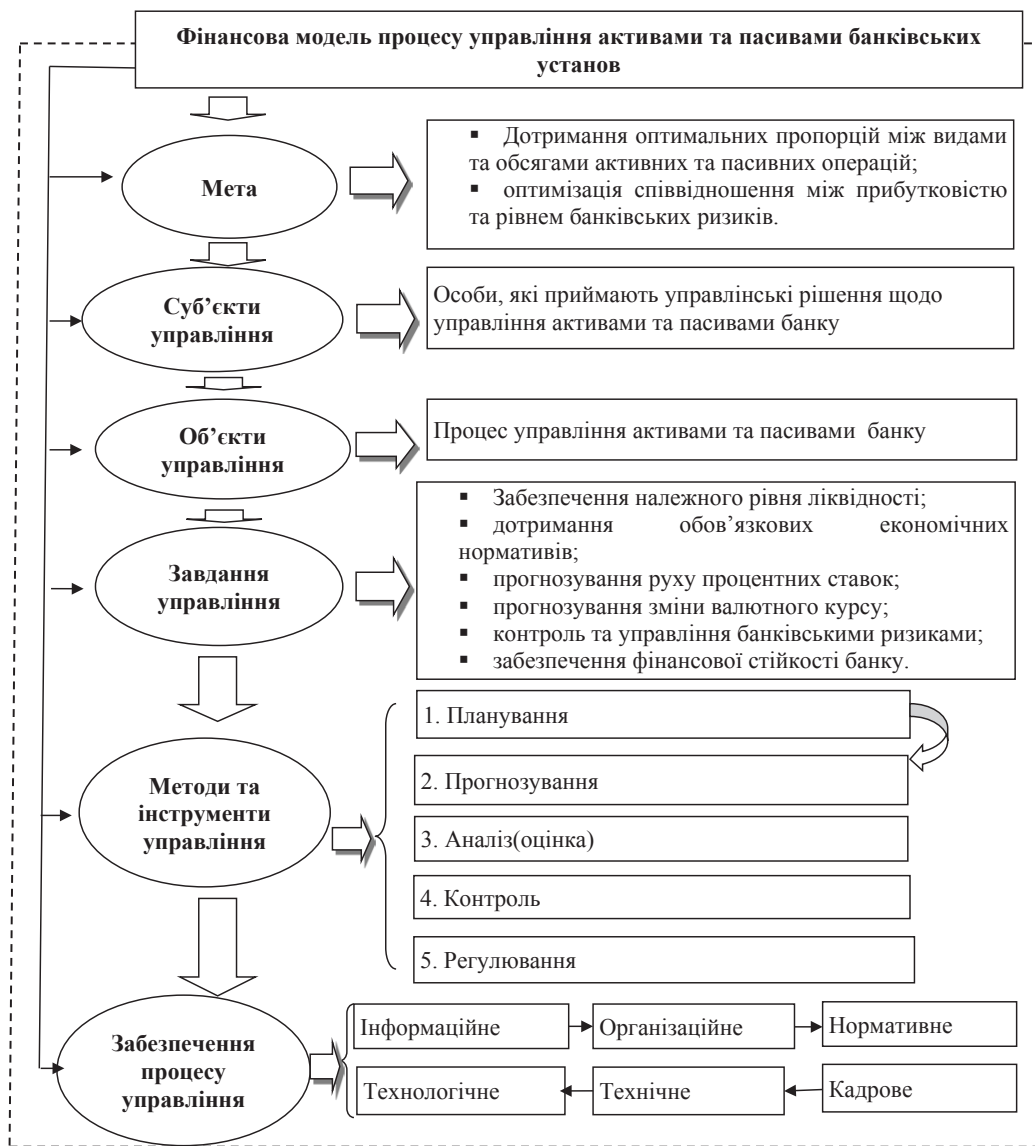 Фінансова модель процесу управління активами та пасивами банківських
установ
Мета
▪ Дотримання оптимальних пропорцій між видами
та обсягами активних та пасивних операцій;
▪ оптимізація співвідношення між прибутковістю
та рівнем банківських ризиків.
Суб’єкти
управління
Особи, які приймають управлінські рішення щодо
управління активами та пасивами банку
Об’єкти
управління
Процес управління активами та пасивами банку
Завдання
управління
▪ Забезпечення належного рівня ліквідності;
▪ дотримання обов’язкових економічних
нормативів;
▪ прогнозування руху процентних ставок;
▪ прогнозування зміни валютного курсу;
▪ контроль та управління банківськими ризиками;
▪ забезпечення фінансової стійкості банку.
Методи та
інструменти
управління
1. Планування
2. Прогнозування
3. Аналіз(оцінка)
4. Контроль
5. Регулювання
Забезпечення
процесу
управління
Інформаційне
Організаційне
Нормативне
Технологічне
Технічне
Кадрове